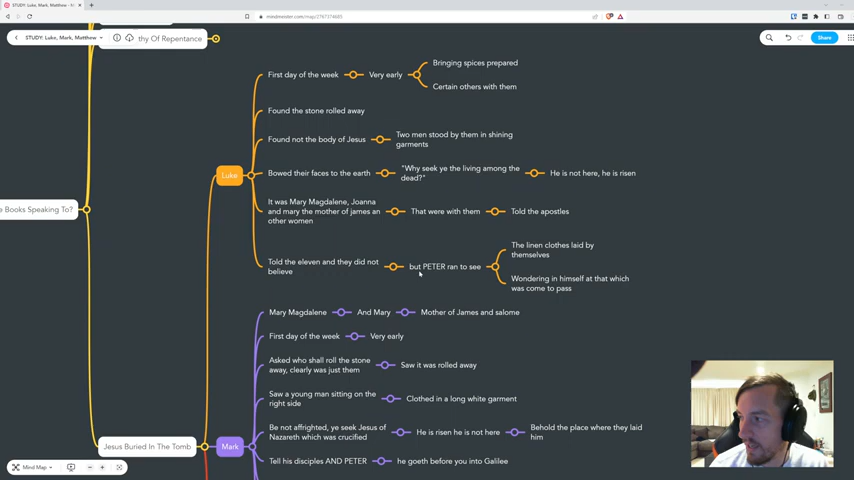 STUDY: Luke, Mark, Matthew - M
mindmeister.com/map/2767374685
STUDY: Luke, Mark, Matthew
thy Of Repentance
Share
First day of the week
Very early
Bringing spices prepared
Certain others with them
Found the stone rolled away
Found not the body of Jesus
Two men stood by them in shining
garments
Luke
Bowed their faces to the earth
"Why seek ye the living among the
dead?"
He is not here, he is risen
It was Mary Magdalene, Joanna
and mary the mother of james an
other women
That were with them
Told the apostles
e Books Speaking To?
Told the eleven and they did not
believe
but PETER ran to see
The linen clothes laid by
themselves
Wondering in himself at that which
was come to pass
Mary Magdalene
And Mary
Mother of James and salome
First day of the week
Very early
Asked who shall roll the stone
away, clearly was just them
Saw it was rolled away
Saw a young man sitting on the
right side
Clothed in a long white garment
Jesus Buried In The Tomb
Mark
Be not affrighted, ye seek Jesus of
Nazareth which was crucified
He is risen he is not here
Behold the place where they laid
him
Tell his disciples AND PETER
he goeth before you into Galilee
Mind Map